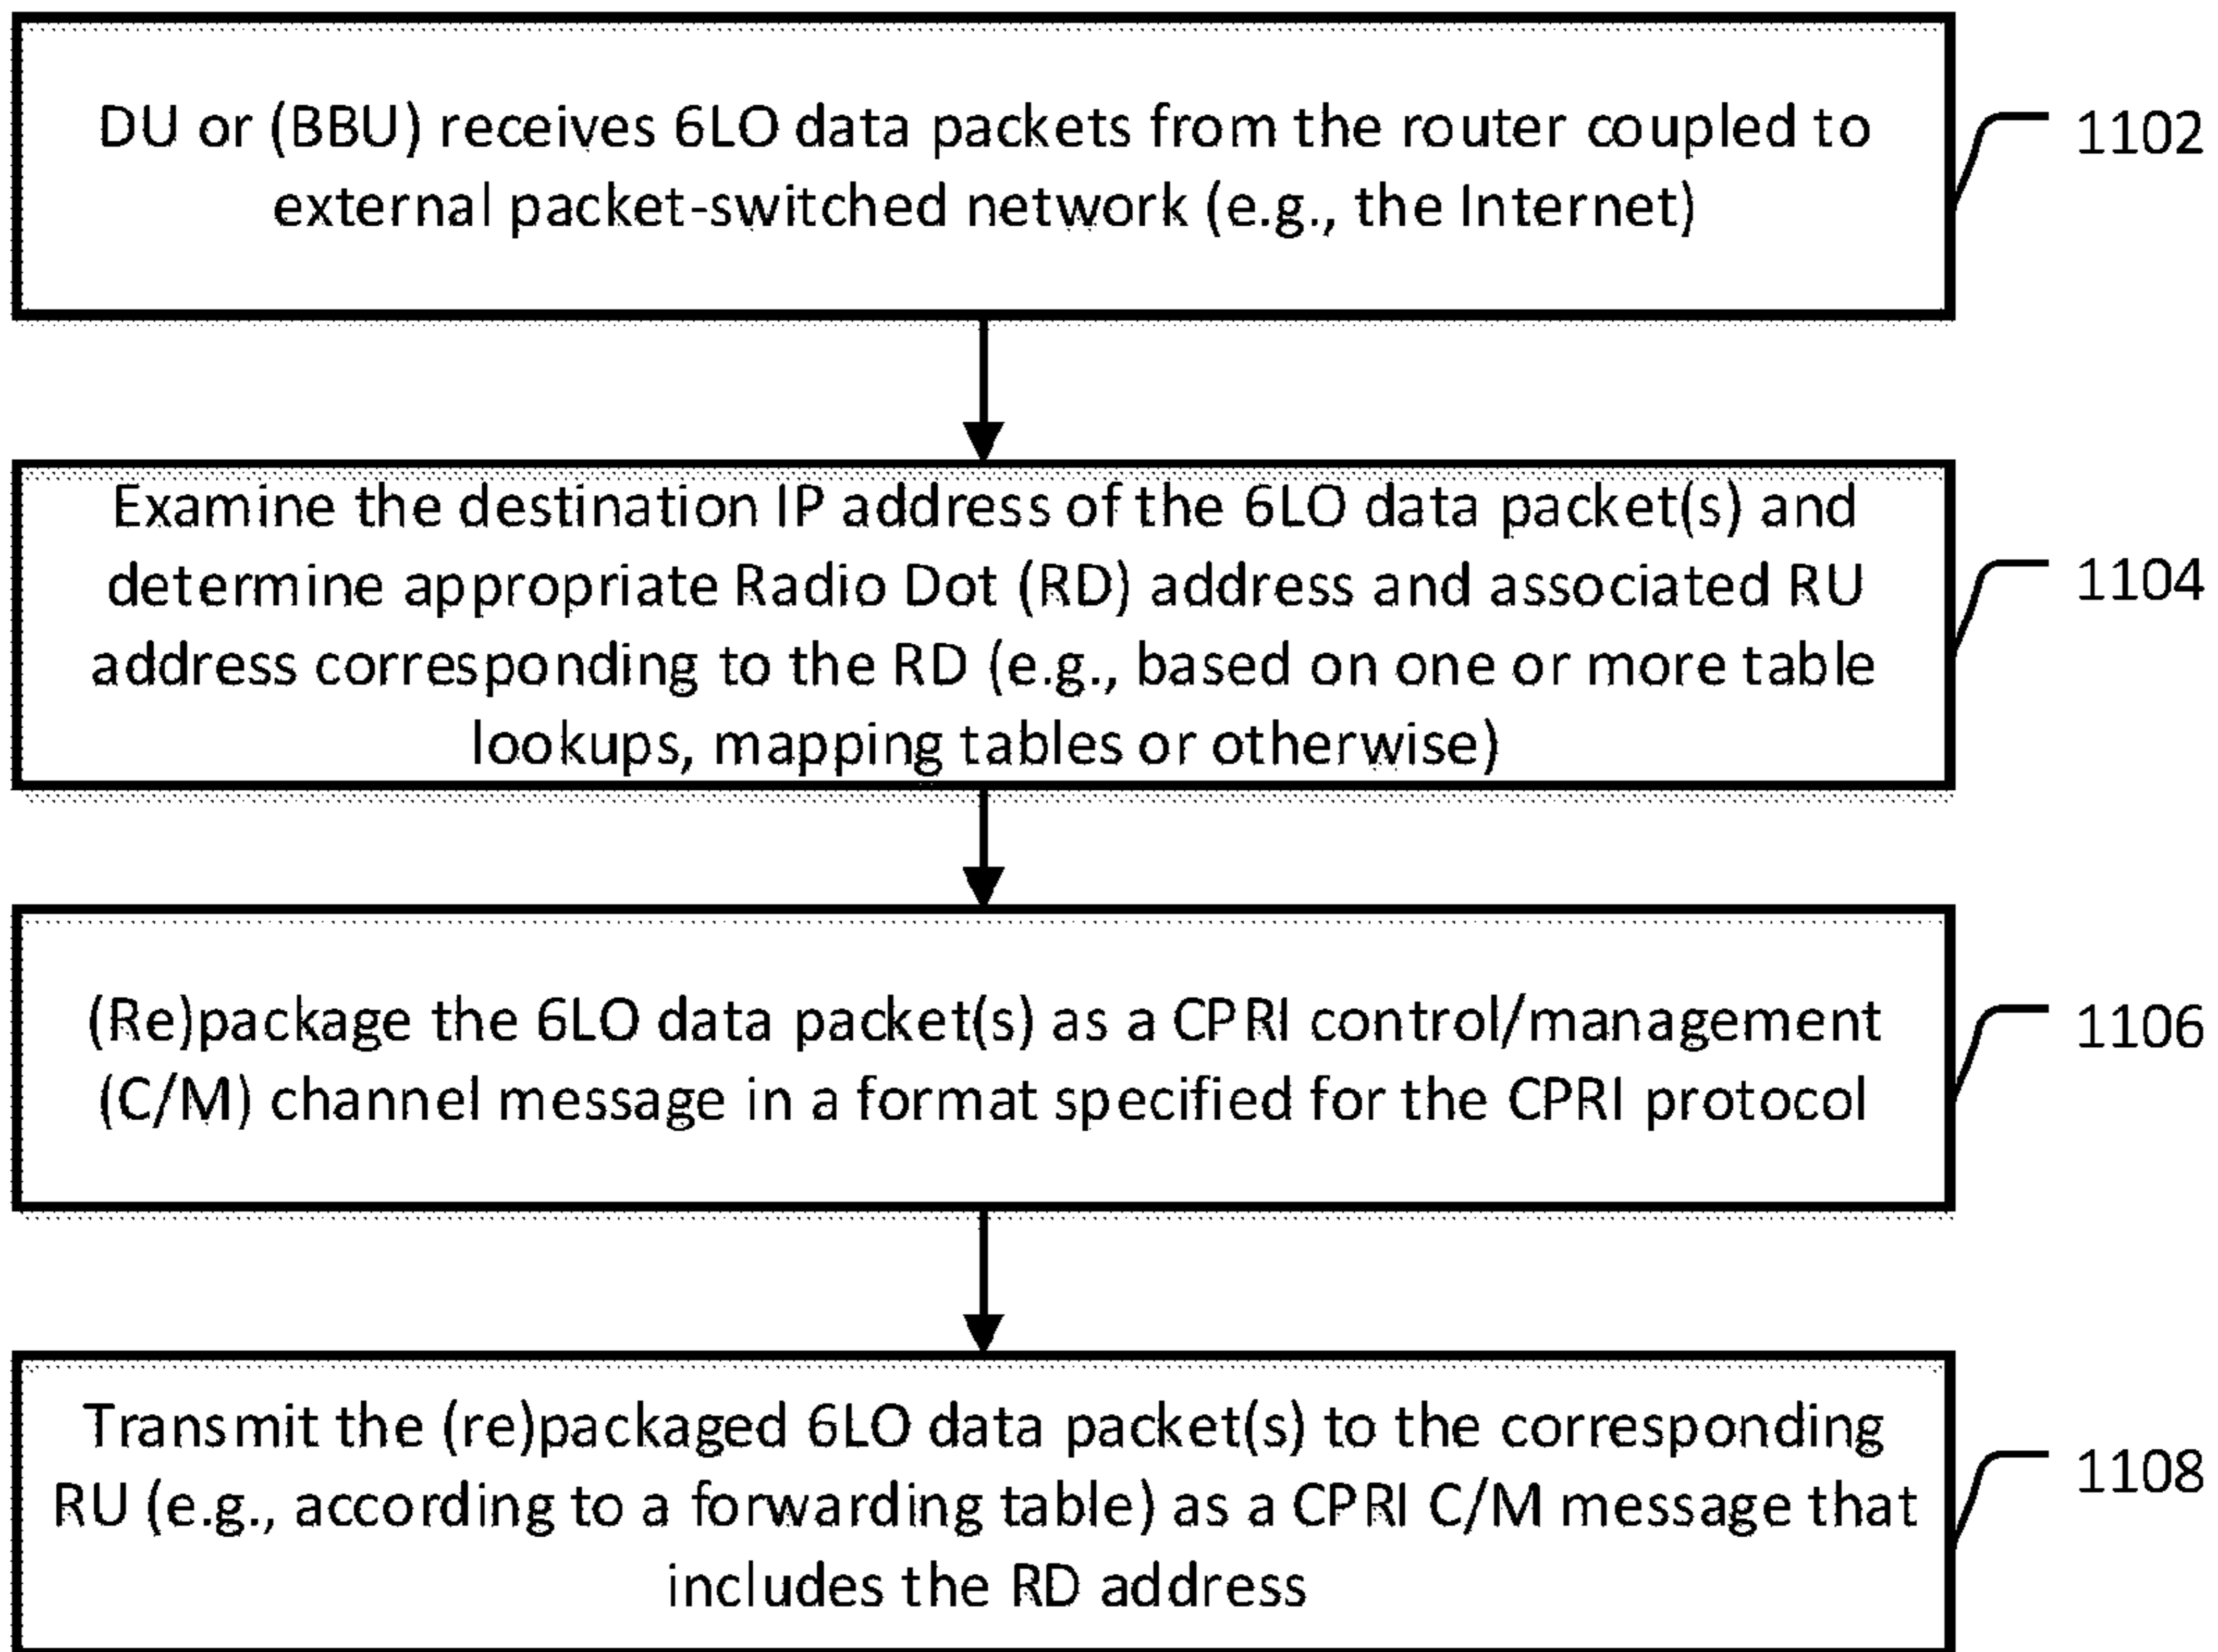 DU or (BBU) receives 6LO data packets from the router coupled to
external packet-switched network (e.g., the Internet)
1102
Examine the destination IP address of the 6LO data packet(s) and
determine appropriate Radio Dot (RD) address and associated RU
address corresponding to the RD (e.g., based on one or more table
lookups, mapping tables or otherwise)
1104
(Re)package the 6LO data packet(s) as a CPRI control/management
(C/M) channel message in a format specified for the CPRI protocol
1106
Transmit the (re)packaged 6LO data packet(s) to the corresponding
RU (e.g., according to a forwarding table) as a CPRI C/M message that
includes the RD address
1108